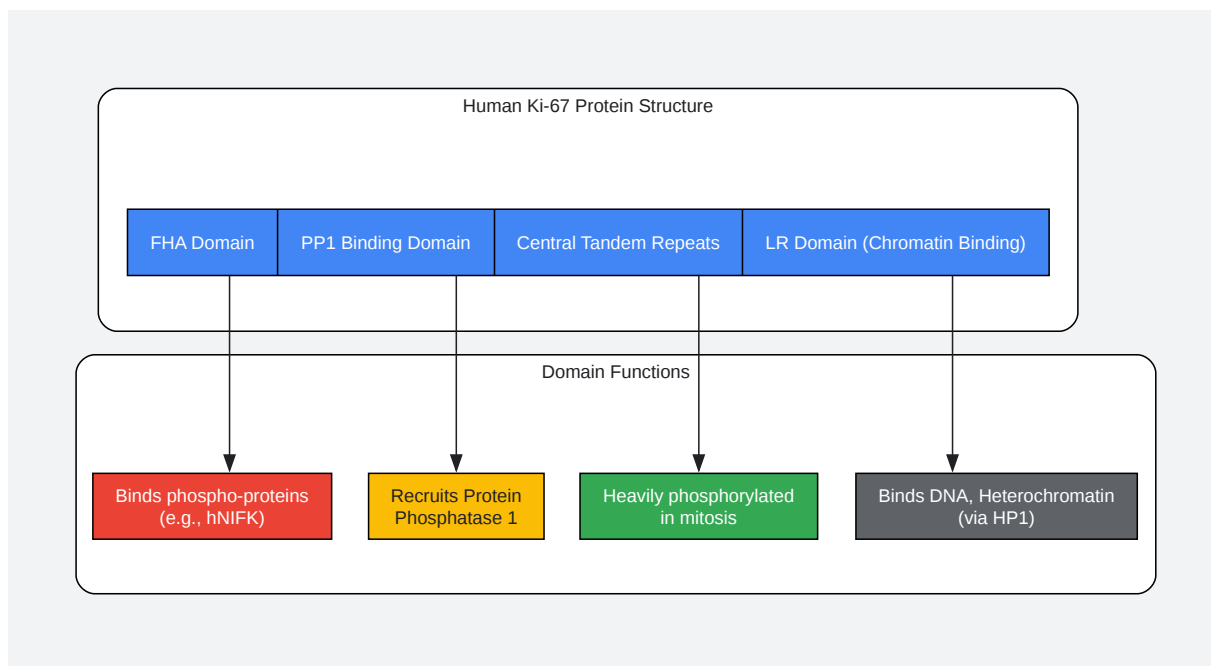 Human Ki-67 Protein Structure
FHA Domain
PP1 Binding Domain
Central Tandem Repeats
LR Domain (Chromatin Binding)
Domain Functions
Binds phospho-proteins
(e.g., hNIFK)
Recruits Protein
Phosphatase 1
Heavily phosphorylated
in mitosis
Binds DNA, Heterochromatin
(via HP1)